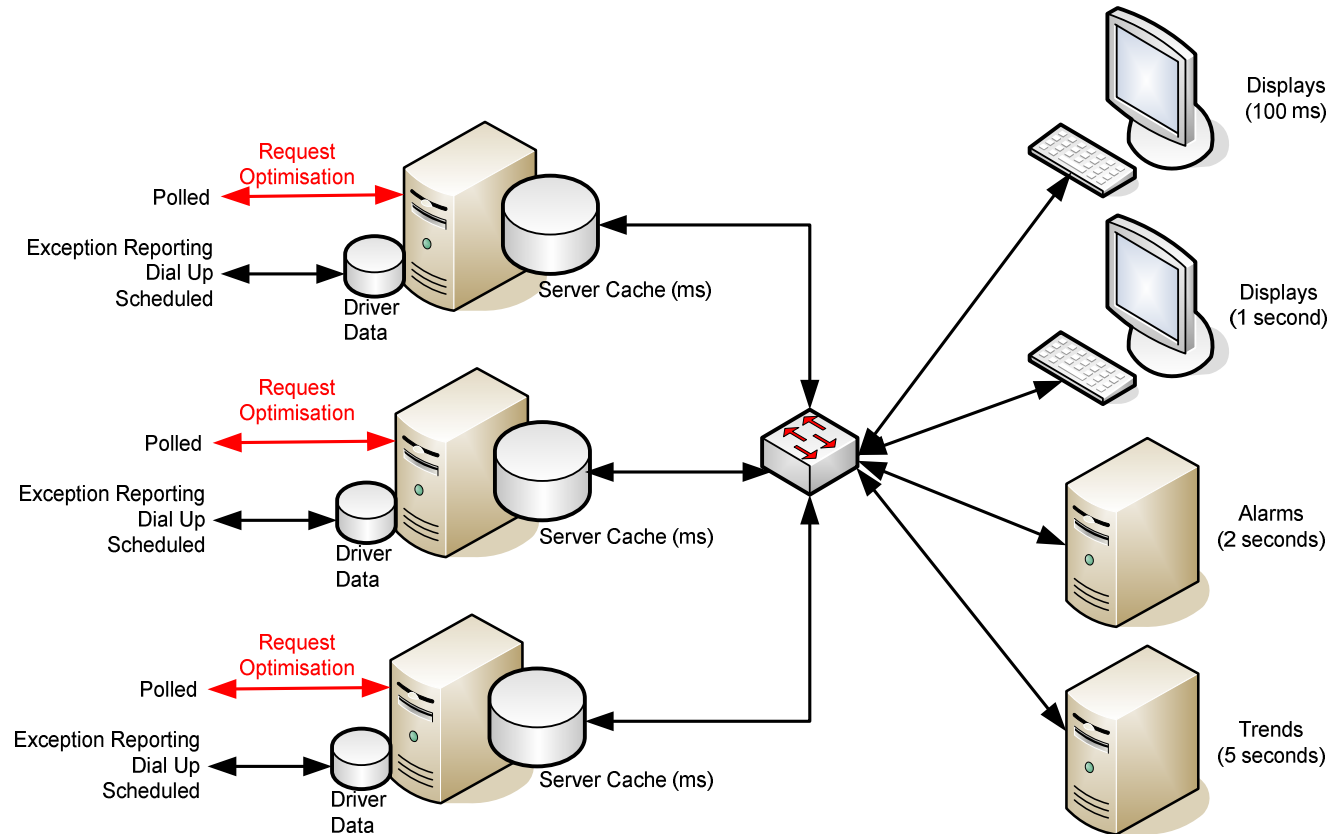 Displays
(100 ms)
Request
Optimisation
Polled
Exception Reporting
Dial Up
Scheduled
Driver
Data
Server Cache (ms)
Displays
(1 second)
Request
Optimisation
Polled
Exception Reporting
Dial Up
Scheduled
Driver
Data
Server Cache (ms)
Alarms
(2 seconds)
Request
Optimisation
Polled
Exception Reporting
Dial Up
Scheduled
Driver
Data
Server Cache (ms)
Trends
(5 seconds)